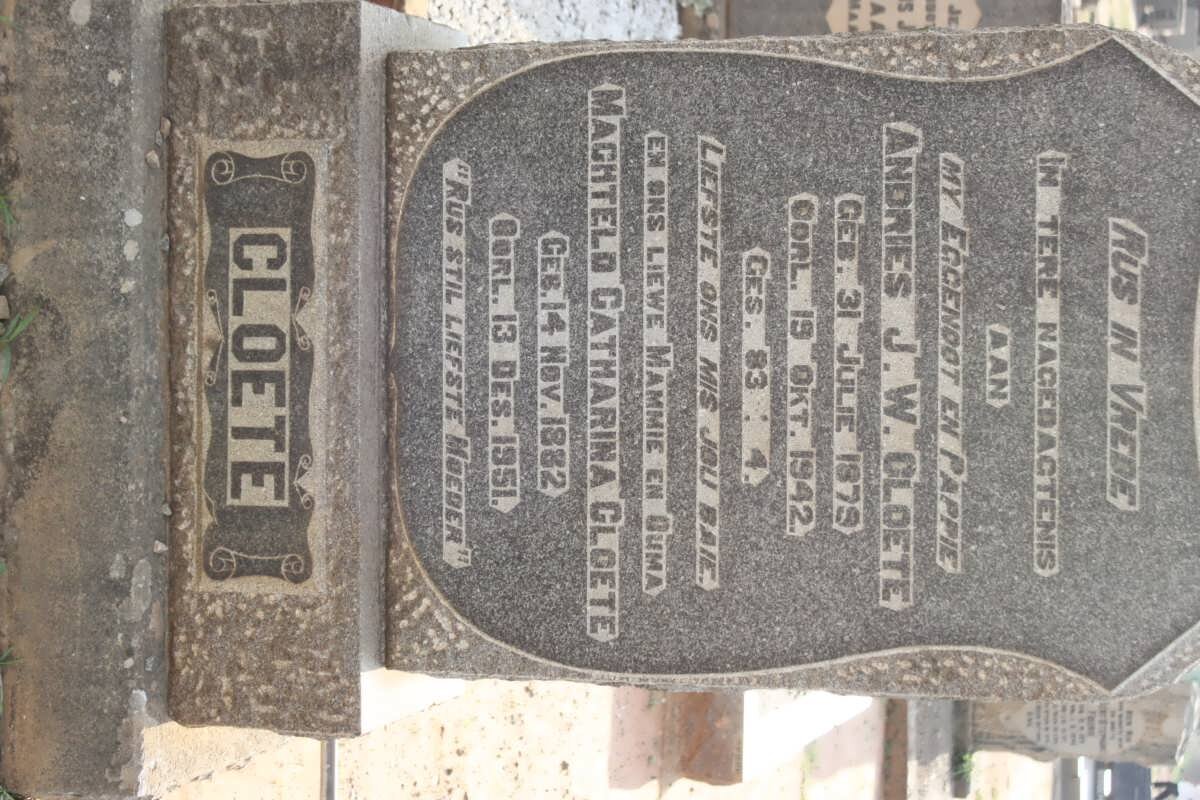 RUS IN VREDE
IN TERE NAGEDAGTENIS
AAN
MY EGGENOOT EN PAPPIE
ANDRIES J. W. CLOETE
GEB. 31 JULIE 1879
OORL. 19 OKT. 1942
GES. 83 : 4.
LIEFSTE ONS MIS JOU BAIE
EN ONS LIEWE MAMMIE EN OUMA
MACHTELD CATHARINA CLOETE
GEB. 14 NOV. 1882
OORL. 13 DES. 1951.
"RUS STIL LIEFSTE MOEDER"
CLOETE